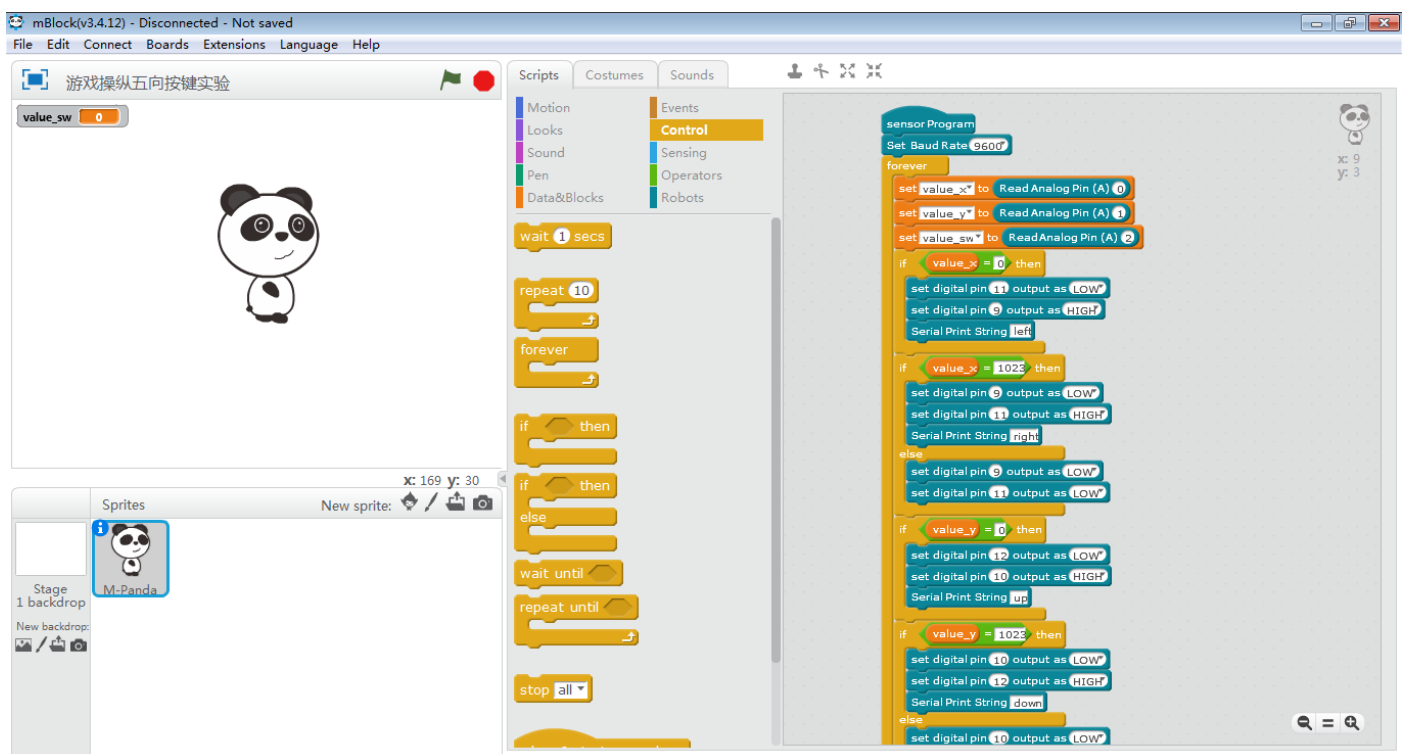 mBlock(v3.4.12) - Disconnected - Not saved
File Edit Connect Boards Extensions Language Help
游戏操纵五向按键实验
value_sw 0
x: 169 y: 30
Sprites
New sprite:
Stage
1 backdrop
New backdrop:
M-Panda
Scripts Costumes Sounds
Motion Events
Looks Control
Sound Sensing
Pen Operators
Data&Blocks Robots
wait 1 secs
repeat 10
forever
if then
if then
else
wait until
repeat until
stop all
sensor Program
Set Baud Rate 9600
forever
set value_x to Read Analog Pin (A) 0
set value_y to Read Analog Pin (A) 1
set value_sw to Read Analog Pin (A) 2
if value_x = 0 then
set digital pin 11 output as LOW
set digital pin 9 output as HIGH
Serial Print String left
if value_x = 1023 then
set digital pin 9 output as LOW
set digital pin 11 output as HIGH
Serial Print String right
else
set digital pin 9 output as LOW
set digital pin 11 output as LOW
if value_y = 0 then
set digital pin 12 output as LOW
set digital pin 10 output as HIGH
Serial Print String up
if value_y = 1023 then
set digital pin 10 output as LOW
set digital pin 12 output as HIGH
Serial Print String down
else
set digital pin 10 output as LOW
x: 9
y: 3